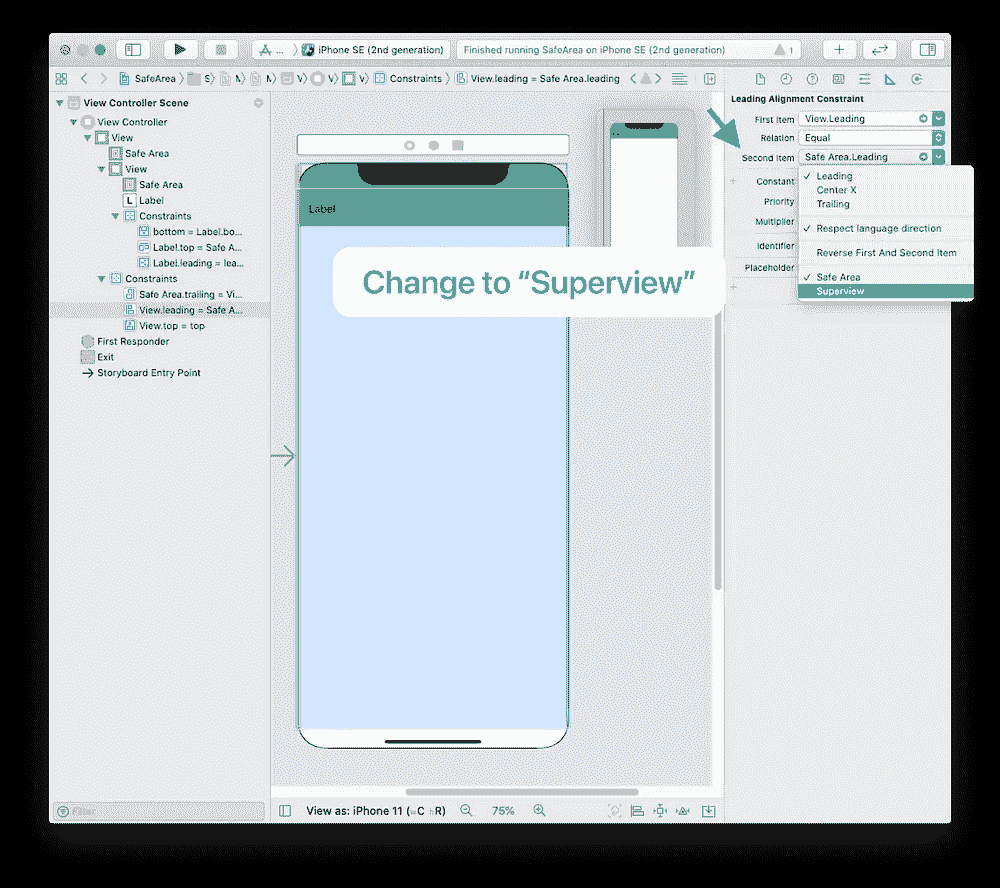 iPhone SE (2nd generation)
Finished running SafeArea on iPhone SE (2nd generation)
1
SafeArea
Constraints
View.leading = Safe Area.leading
View Controller Scene
View Controller
View
Safe Area
View
Safe Area
L Label
Constraints
bottom = Label.bo...
Label.top = Safe A...
Label.leading = lea...
Constraints
Safe Area.trailing = Vi...
View.leading = Safe A...
View.top = top
First Responder
Exit
Storyboard Entry Point
Filter
Label
Change to “Superview”
View as: iPhone 11 (wC hR)
75%
Leading Alignment Constraint
First Item View.Leading
Relation Equal
Second Item Safe Area.Leading
Constant
Priority
Multiplier
Identifier
Placeholder
✓ Leading
Center X
Trailing
✓ Respect language direction
Reverse First And Second Item
✓ Safe Area
Superview